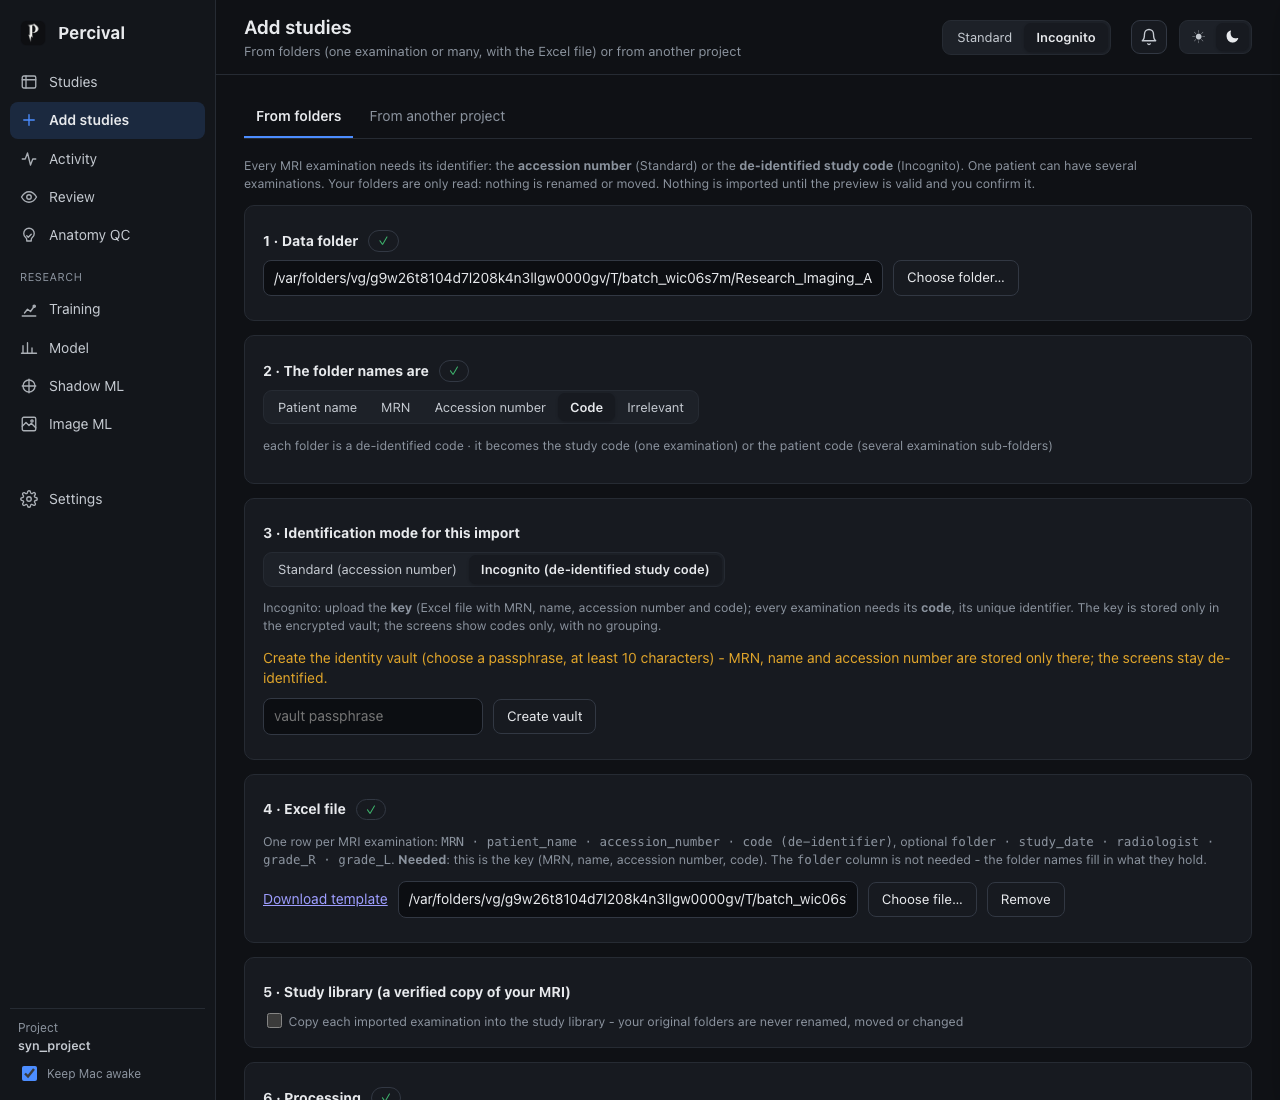 Percival
Studies
Add studies
Activity
Review
Anatomy QC
RESEARCH
Training
Model
Shadow ML
Image ML
Settings
Project
syn_project
Keep Mac awake
Add studies
From folders (one examination or many, with the Excel file) or from another project
Standard
Incognito
From folders
From another project
Every MRI examination needs its identifier: the accession number (Standard) or the de-identified study code (Incognito). One patient can have several
examinations. Your folders are only read: nothing is renamed or moved. Nothing is imported until the preview is valid and you confirm it.
1 · Data folder ✓
/var/folders/vg/g9w26t8104d7l208k4n3llgw0000gv/T/batch_wic06s7m/Research_Imaging_A
Choose folder…
2 · The folder names are ✓
Patient name
MRN
Accession number
Code
Irrelevant
each folder is a de-identified code · it becomes the study code (one examination) or the patient code (several examination sub-folders)
3 · Identification mode for this import
Standard (accession number)
Incognito (de-identified study code)
Incognito: upload the key (Excel file with MRN, name, accession number and code); every examination needs its code, its unique identifier. The key is stored only in
the encrypted vault; the screens show codes only, with no grouping.
Create the identity vault (choose a passphrase, at least 10 characters) - MRN, name and accession number are stored only there; the screens stay de-
identified.
vault passphrase
Create vault
4 · Excel file ✓
One row per MRI examination: MRN · patient_name · accession_number · code (de-identifier), optional folder · study_date · radiologist ·
grade_R · grade_L. Needed: this is the key (MRN, name, accession number, code). The folder column is not needed - the folder names fill in what they hold.
Download template
/var/folders/vg/g9w26t8104d7l208k4n3llgw0000gv/T/batch_wic06s
Choose file…
Remove
5 · Study library (a verified copy of your MRI)
Copy each imported examination into the study library - your original folders are never renamed, moved or changed
6 · Processing ✓